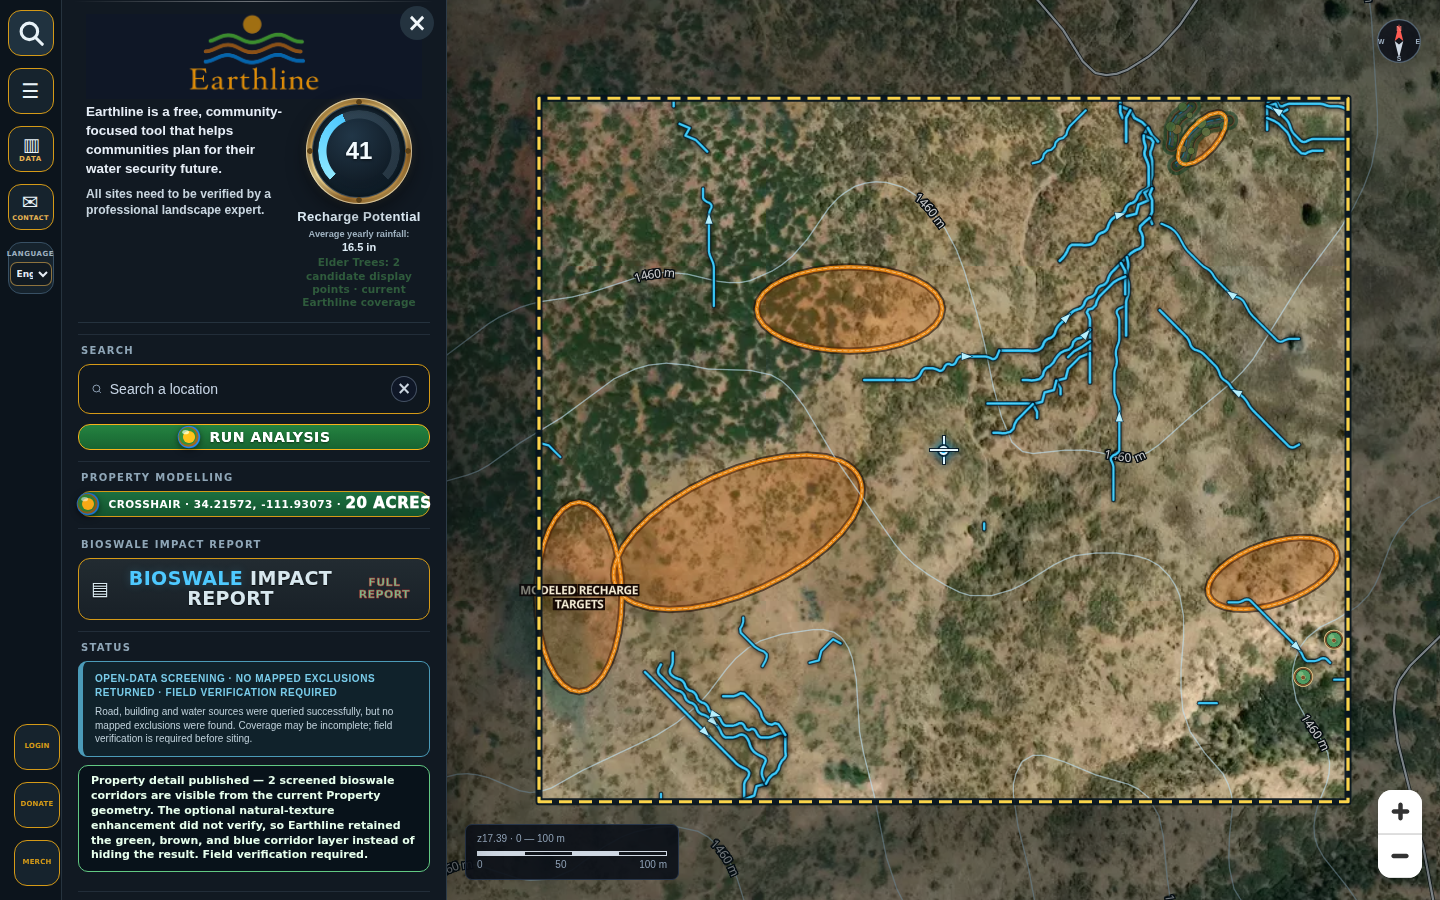 DATA
CONTACT
LANGUAGE
Eng
LOGIN
DONATE
MERCH
Earthline
Earthline is a free, community-
focused tool that helps
communities plan for their
water security future.
All sites need to be verified by a
professional landscape expert.
41
Recharge Potential
Average yearly rainfall:
16.5 in
Elder Trees: 2
candidate display
points · current
Earthline coverage
SEARCH
Search a location
RUN ANALYSIS
PROPERTY MODELLING
CROSSHAIR · 34.21572, -111.93073 · 20 ACRES
BIOSWALE IMPACT REPORT
BIOSWALE IMPACT
REPORT
FULL
REPORT
STATUS
OPEN-DATA SCREENING · NO MAPPED EXCLUSIONS
RETURNED · FIELD VERIFICATION REQUIRED
Road, building and water sources were queried successfully, but no
mapped exclusions were found. Coverage may be incomplete; field
verification is required before siting.
Property detail published — 2 screened bioswale
corridors are visible from the current Property
geometry. The optional natural-texture
enhancement did not verify, so Earthline retained
the green, brown, and blue corridor layer instead of
hiding the result. Field verification required.
W
E
S
1460 m
1460 m
1460 m
MODELED RECHARGE
TARGETS
1460 m
1460 m
z17.39 · 0 — 100 m
0
50
100 m